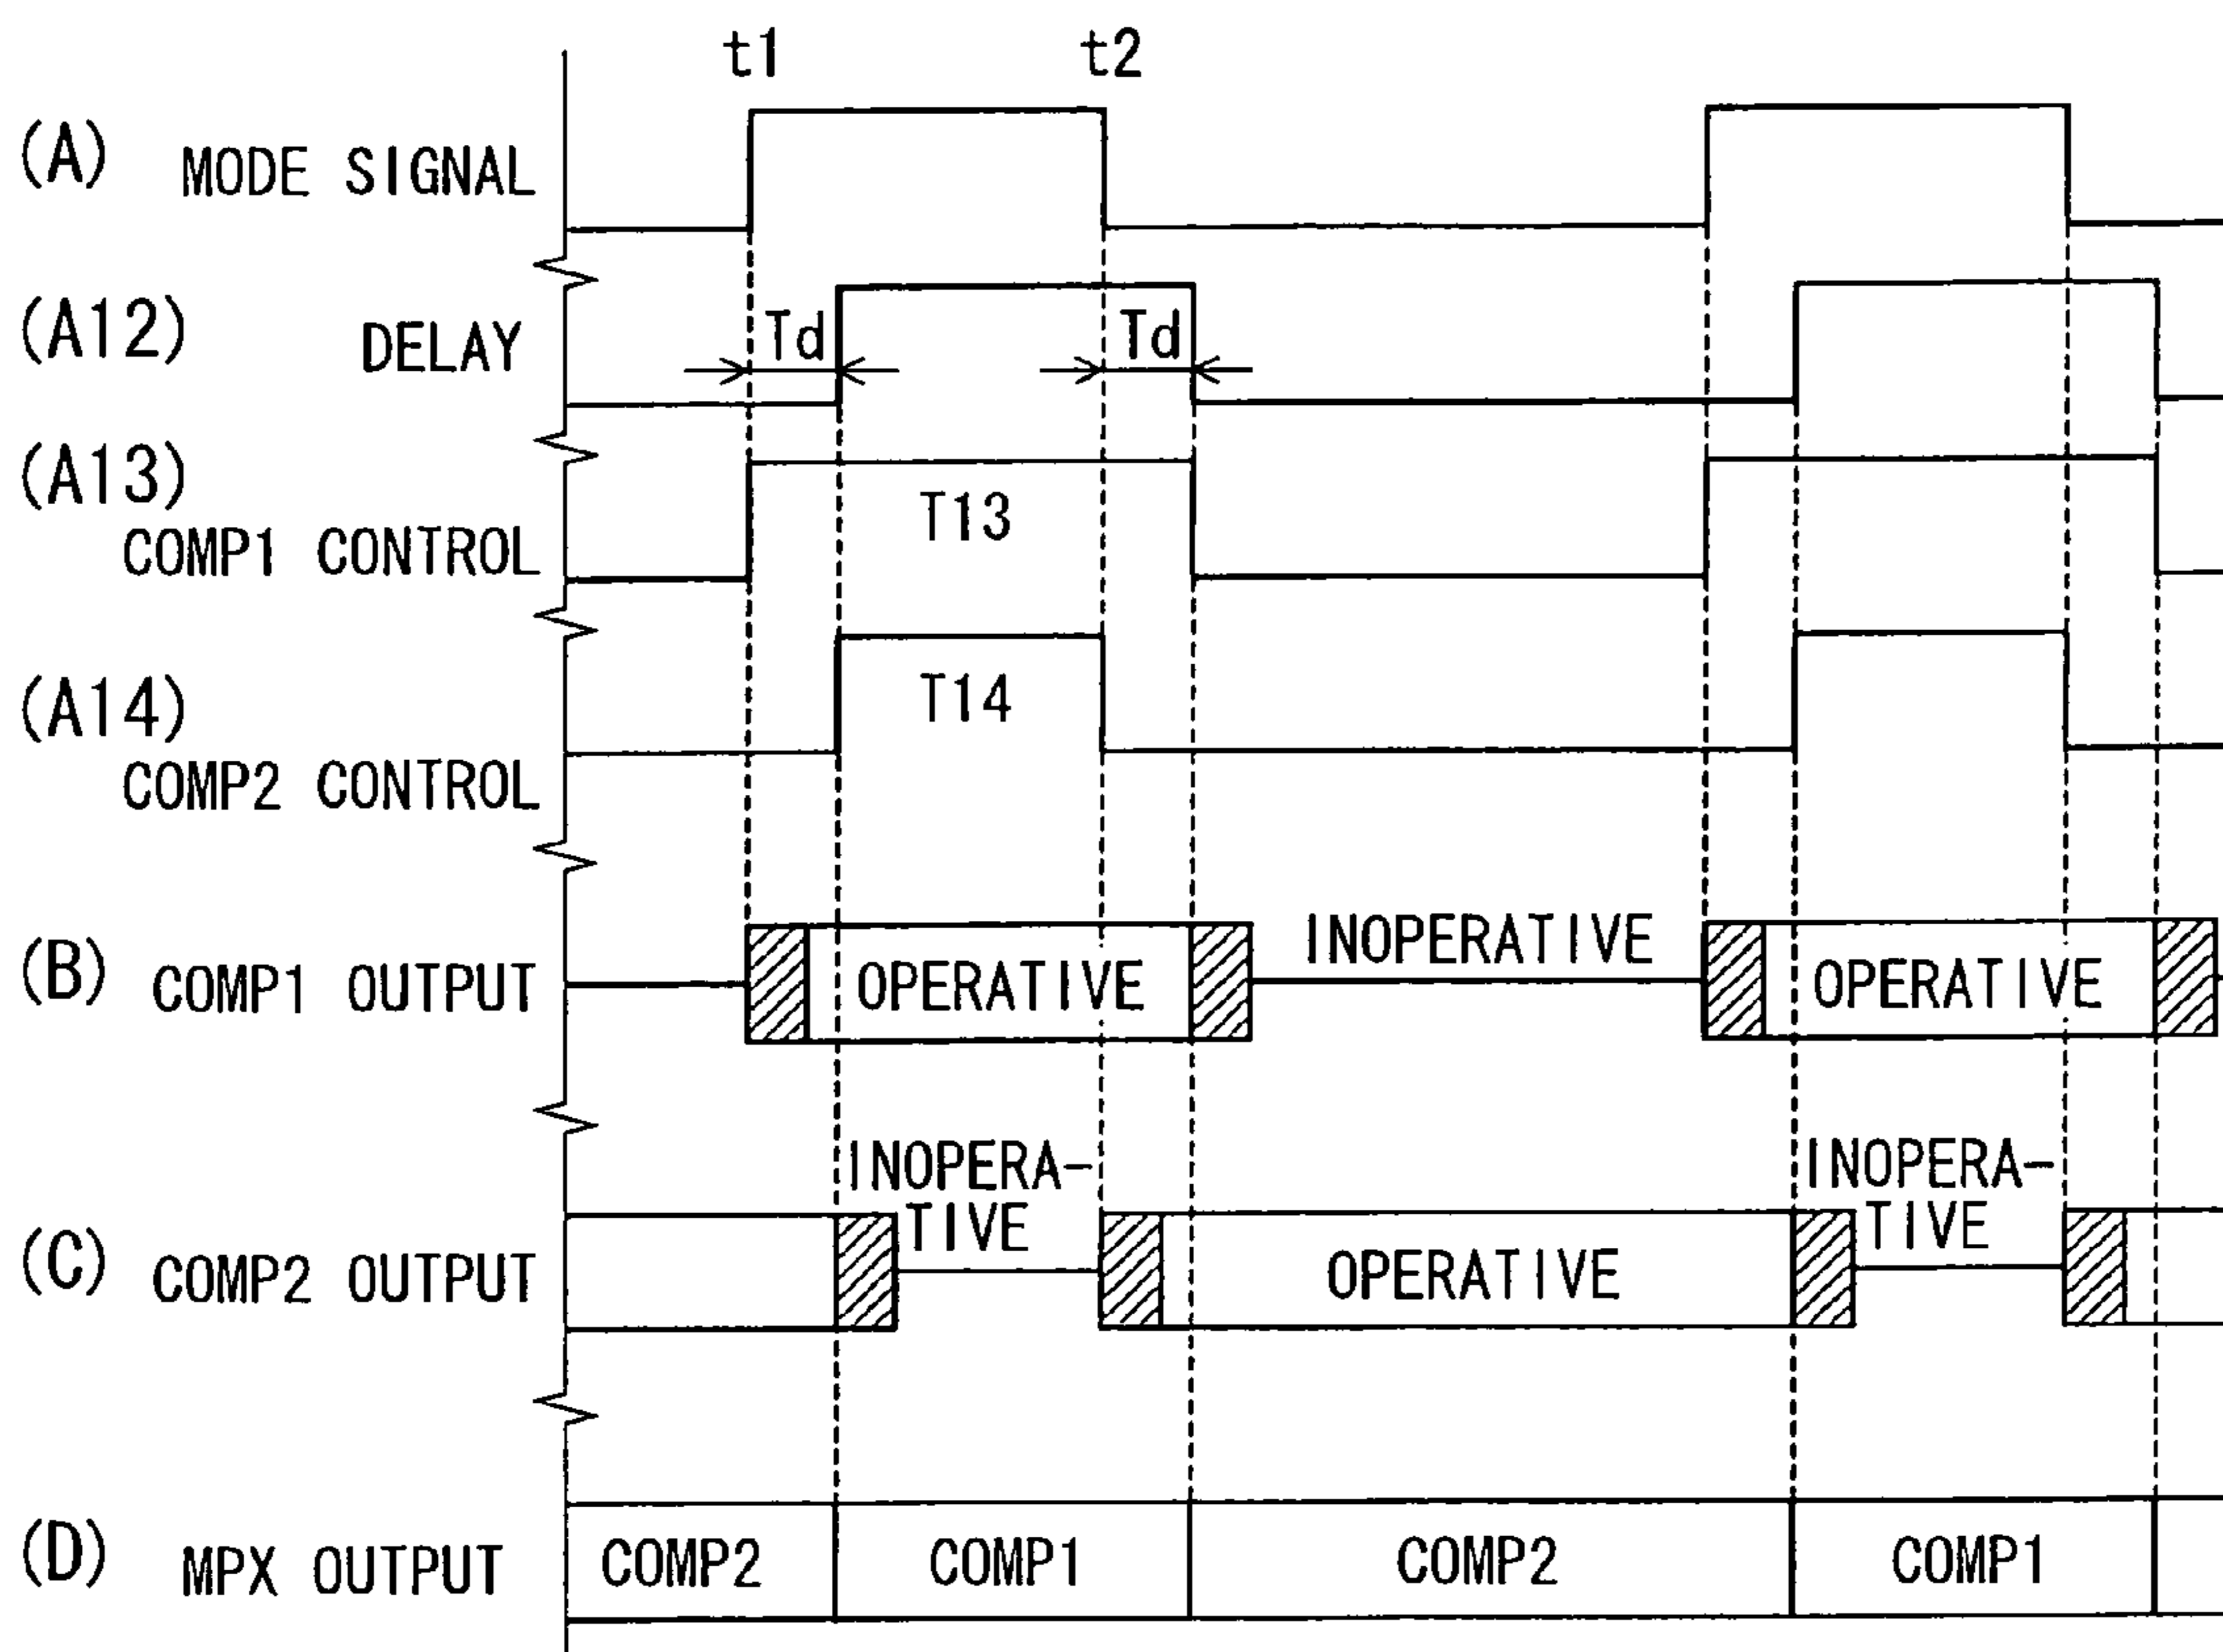 t1 t2
(A) MODE SIGNAL
(A12) DELAY Td Td
(A13) COMP1 CONTROL T13
(A14) COMP2 CONTROL T14
(B) COMP1 OUTPUT OPERATIVE INOPERATIVE OPERATIVE
INOPERA-
TIVE
INOPERA-
TIVE
(C) COMP2 OUTPUT OPERATIVE
(D) MPX OUTPUT COMP2 COMP1 COMP2 COMP1